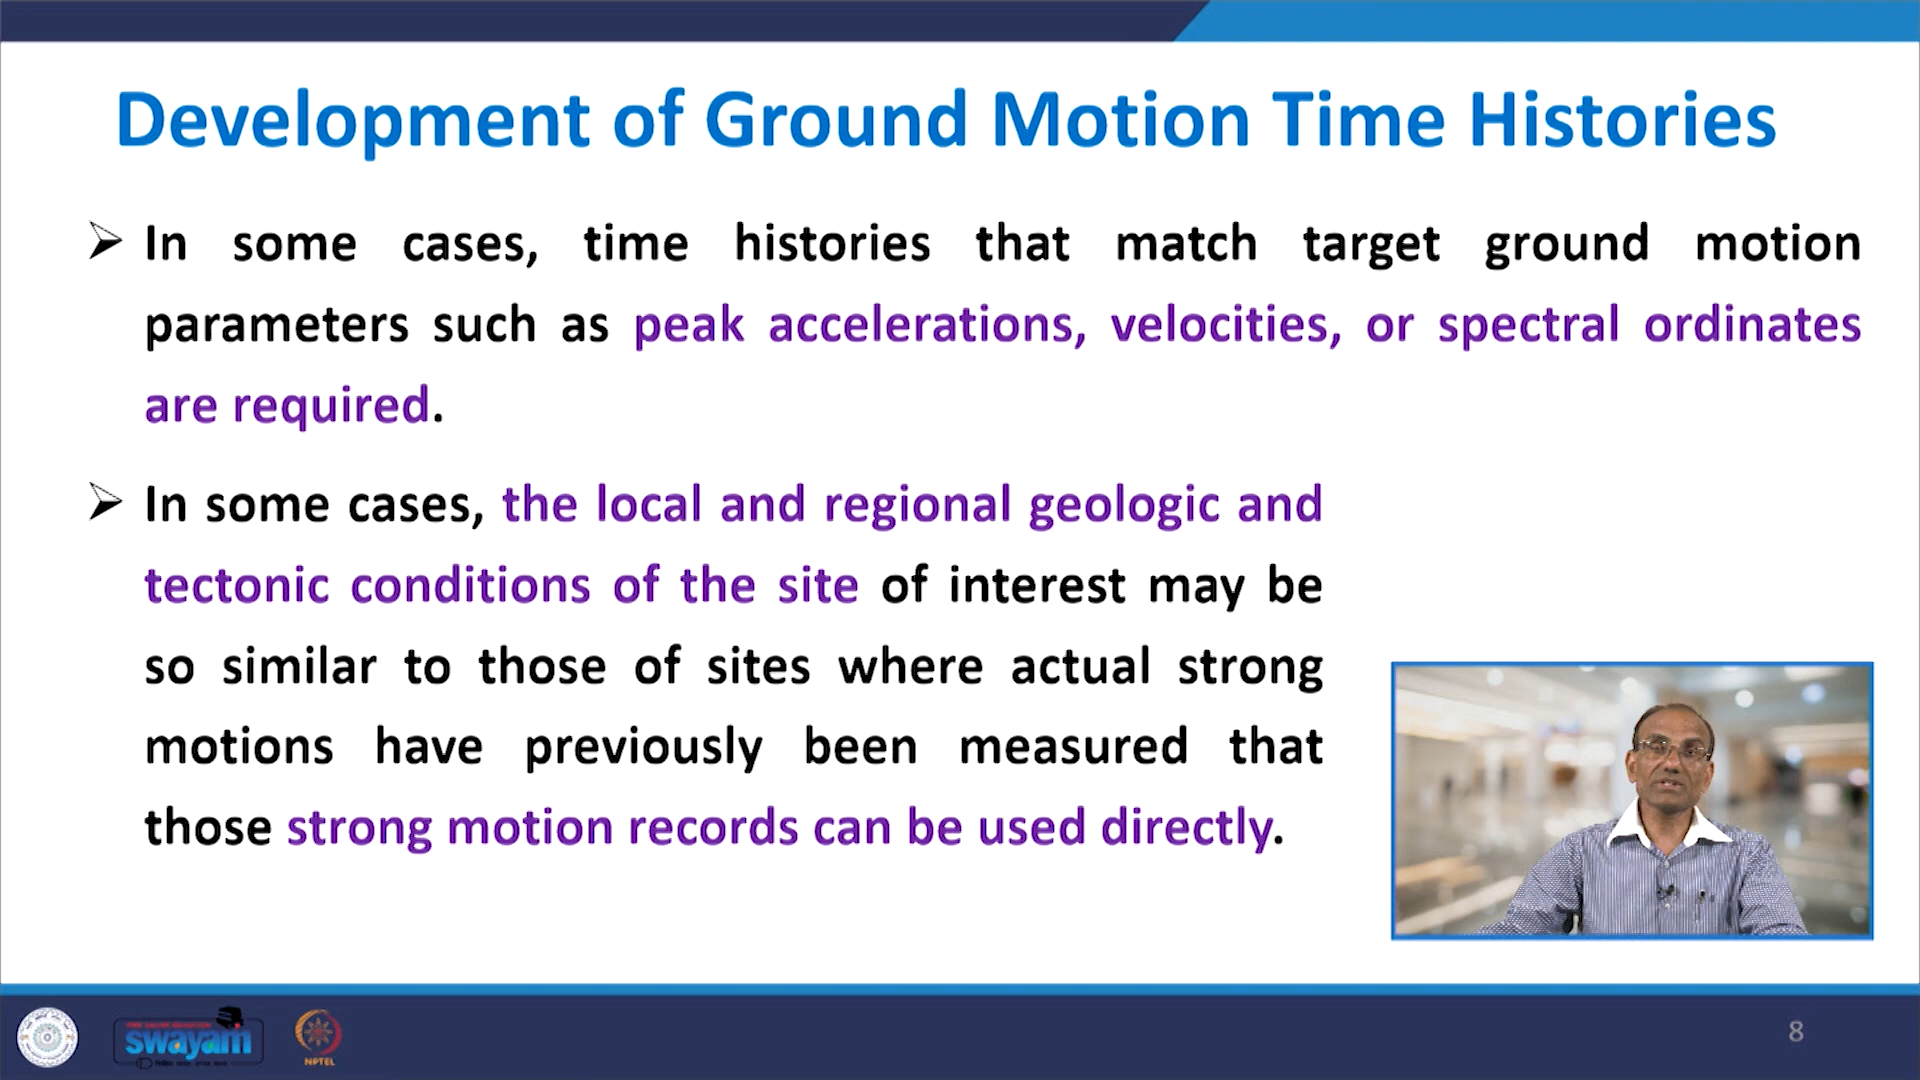 Development of Ground Motion Time Histories
In some cases, time histories that match target ground motion
parameters such as peak accelerations, velocities, or spectral ordinates
are required.
In some cases, the local and regional geologic and
tectonic conditions of the site of interest may be
so similar to those of sites where actual strong
motions have previously been measured that
those strong motion records can be used directly.
swayam
NPTEL
8